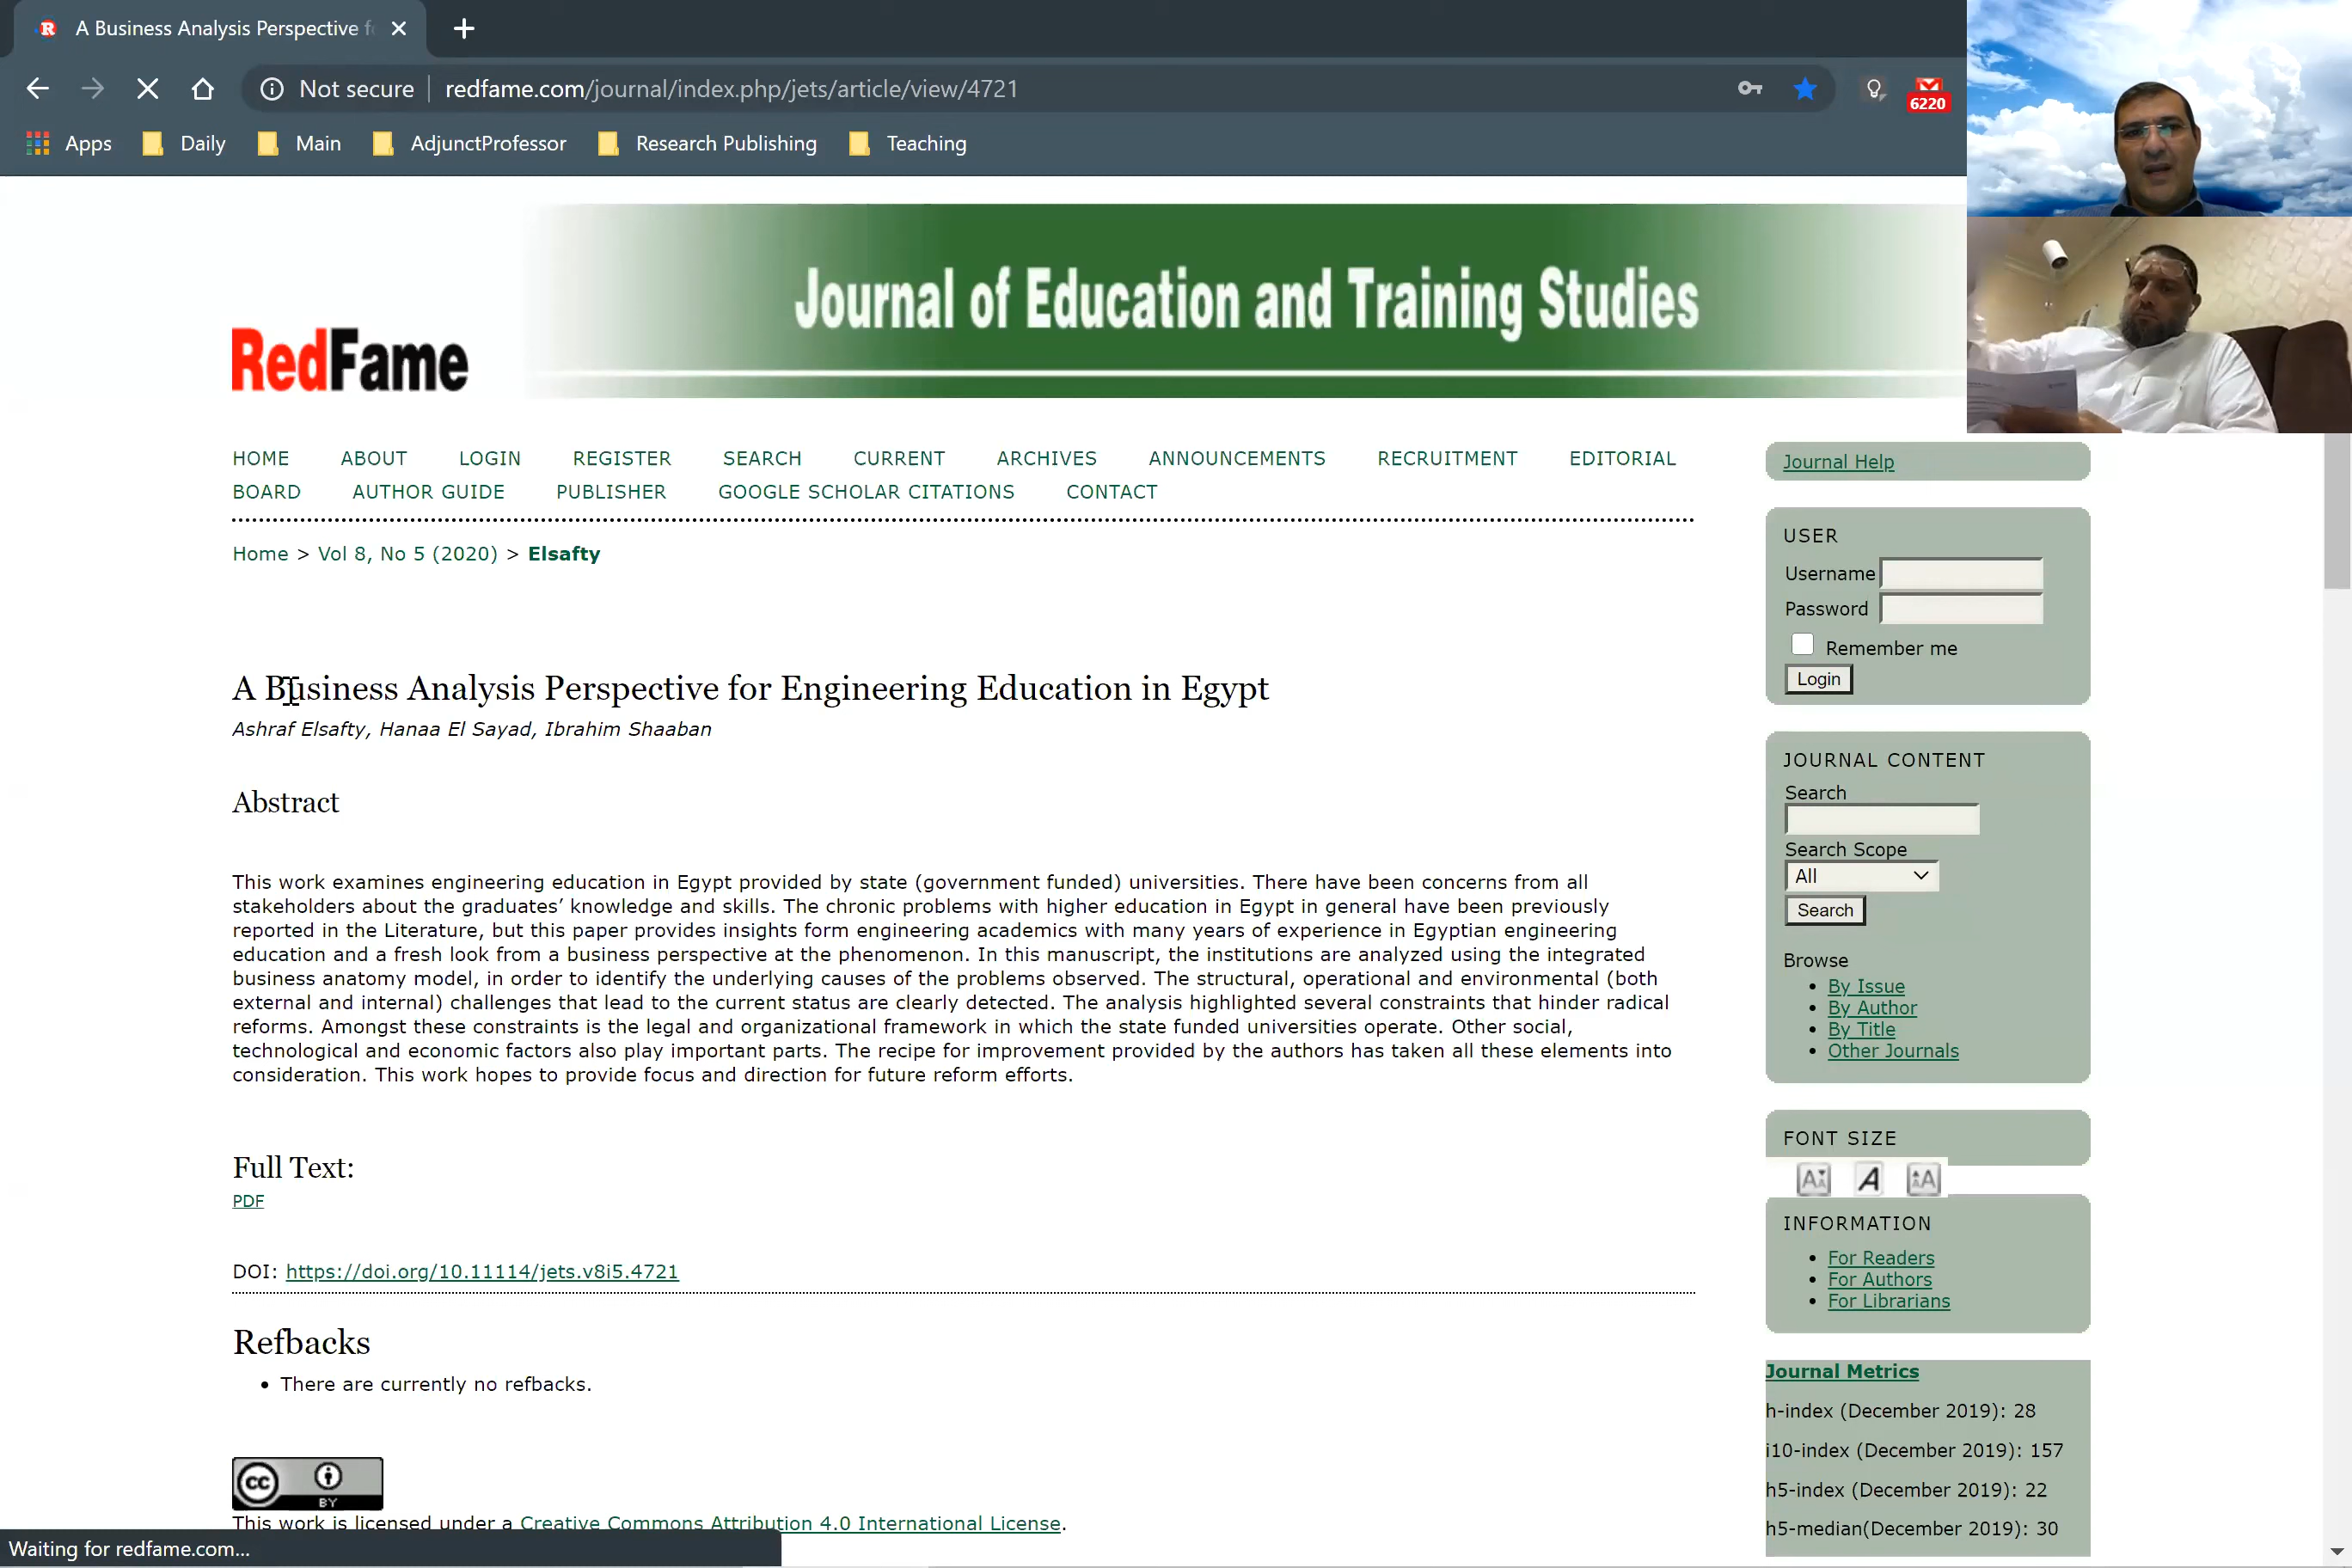 A Business Analysis Perspective f
Not secure
redfame.com/journal/index.php/jets/article/view/4721
6220
Apps
Daily
Main
AdjunctProfessor
Research Publishing
Teaching
Journal of Education and Training Studies
RedFame
HOME ABOUT LOGIN REGISTER SEARCH CURRENT ARCHIVES ANNOUNCEMENTS RECRUITMENT EDITORIAL
BOARD AUTHOR GUIDE PUBLISHER GOOGLE SCHOLAR CITATIONS CONTACT
Home > Vol 8, No 5 (2020) > Elsafty
A Business Analysis Perspective for Engineering Education in Egypt
Ashraf Elsafty, Hanaa El Sayad, Ibrahim Shaaban
Abstract
This work examines engineering education in Egypt provided by state (government funded) universities. There have been concerns from all
stakeholders about the graduates’ knowledge and skills. The chronic problems with higher education in Egypt in general have been previously
reported in the Literature, but this paper provides insights form engineering academics with many years of experience in Egyptian engineering
education and a fresh look from a business perspective at the phenomenon. In this manuscript, the institutions are analyzed using the integrated
business anatomy model, in order to identify the underlying causes of the problems observed. The structural, operational and environmental (both
external and internal) challenges that lead to the current status are clearly detected. The analysis highlighted several constraints that hinder radical
reforms. Amongst these constraints is the legal and organizational framework in which the state funded universities operate. Other social,
technological and economic factors also play important parts. The recipe for improvement provided by the authors has taken all these elements into
consideration. This work hopes to provide focus and direction for future reform efforts.
Full Text:
PDF
DOI: https://doi.org/10.11114/jets.v8i5.4721
Refbacks
There are currently no refbacks.
CC
BY
This work is licensed under a Creative Commons Attribution 4.0 International License.
Waiting for redfame.com...
Journal Help
USER
Username
Password
Remember me
Login
JOURNAL CONTENT
Search
Search Scope
All
Search
Browse
By Issue
By Author
By Title
Other Journals
FONT SIZE
INFORMATION
For Readers
For Authors
For Librarians
Journal Metrics
h-index (December 2019): 28
i10-index (December 2019): 157
h5-index (December 2019): 22
h5-median(December 2019): 30